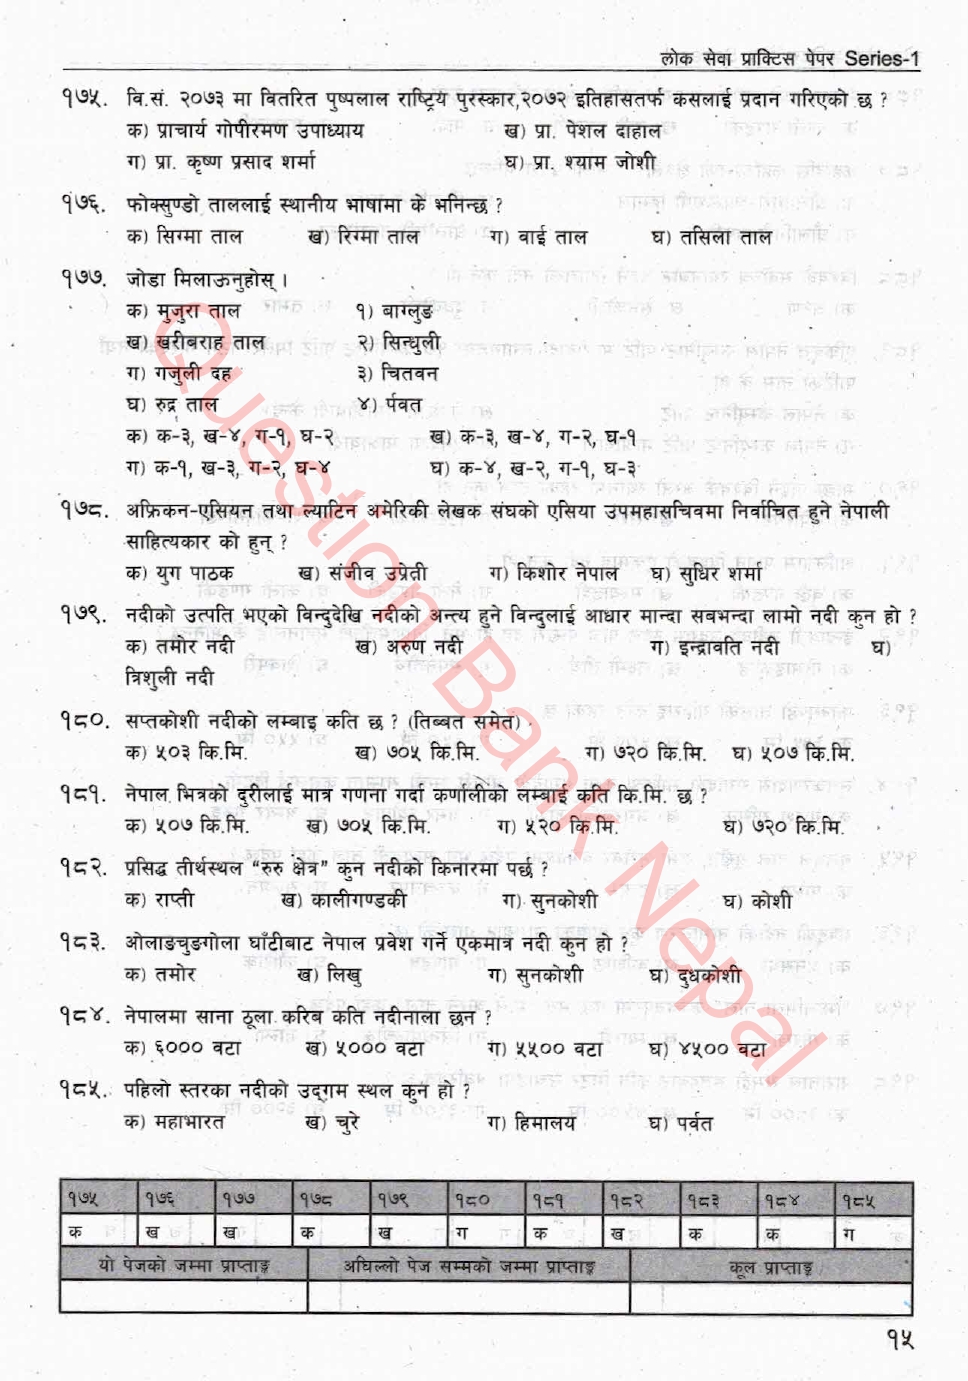 लोक सेवा प्राक्टिस पेपर Series-1
१७५. वि.सं. २०७३ मा वितरित पुष्पलाल राष्ट्रिय पुरस्कार,२०७२ इतिहासतर्फ कसलाई प्रदान गरिएको छ ?
क) प्राचार्य गोपीरमण उपाध्याय ख) प्रा. पेशल दाहाल
ग) प्रा. कृष्ण प्रसाद शर्मा घ) प्रा. श्याम जोशी
१७६. फोक्सुण्डो ताललाई स्थानीय भाषामा के भनिन्छ ?
क) सिग्मा ताल ख) रिग्मा ताल ग) वाई ताल घ) तसिला ताल
१७७. जोडा मिलाऊनुहोस् ।
क) मुजुरा ताल १) बाग्लुङ
ख) खरीबराह ताल २) सिन्धुली
ग) गजुली दह ३) चितवन
घ) रुद्र ताल ४) र्पवत
क) क-३, ख-४, ग-१, घ-२ ख) क-३, ख-४, ग-२, घ-१
ग) क-१, ख-३, ग-२, घ-४ घ) क-४, ख-२, ग-१, घ-३
१७८. अफ्रिकन-एसियन तथा ल्याटिन अमेरिकी लेखक संघको एसिया उपमहासचिवमा निर्वाचित हुने नेपाली
साहित्यकार को हुन् ?
क) युग पाठक ख) संजीव उप्रेती ग) किशोर नेपाल घ) सुधिर शर्मा
१७९. नदीको उत्पति भएको विन्दुदेखि नदीको अन्त्य हुने विन्दुलाई आधार मान्दा सबभन्दा लामो नदी कुन हो ?
क) तमोर नदी ख) अरुण नदी ग) इन्द्रावति नदी घ)
त्रिशुली नदी
१८०. सप्तकोशी नदीको लम्बाइ कति छ ? (तिब्बत समेत)
क) ५०३ कि.मि. ख) ७०५ कि.मि. ग) ७२० कि.मि. घ) ५०७ कि.मि.
१८१. नेपाल भित्रको दुरीलाई मात्र गणना गर्दा कर्णालीको लम्बाई कति कि.मि. छ ?
क) ५०७ कि.मि. ख) ७०५ कि.मि. ग) ५२० कि.मि. घ) ७२० कि.मि.
१८२. प्रसिद्ध तीर्थस्थल “रुरु क्षेत्र” कुन नदीको किनारमा पर्छ ?
क) राप्ती ख) कालीगण्डकी ग) सुनकोशी घ) कोशी
१८३. ओलाङचुङगोला घाँटीबाट नेपाल प्रवेश गर्ने एकमात्र नदी कुन हो ?
क) तमोर ख) लिखु ग) सुनकोशी घ) दुधकोशी
१८४. नेपालमा साना ठूला करिब कति नदीनाला छन ?
क) ६००० वटा ख) ५००० वटा ग) ५५०० वटा घ) ४५०० वटा
१८५. पहिलो स्तरका नदीको उद्गम स्थल कुन हो ?
क) महाभारत ख) चुरे ग) हिमालय घ) पर्वत
१७५ १७६ १७७ १७८ १७९ १८० १८१ १८२ १८३ १८४ १८५
क ख ख क ख ग क ख क क ग
यो पेजको जम्मा प्राप्ताङ्क अघिल्लो पेज सम्मको जम्मा प्राप्ताङ्क कूल प्राप्ताङ्क
१५
Question Bank Nepal